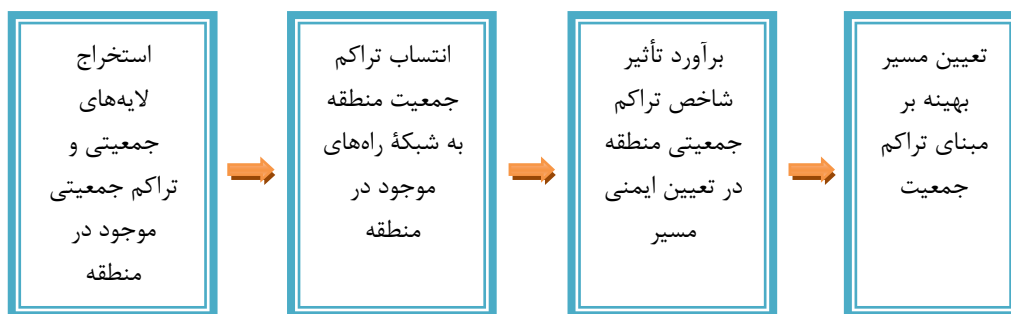 استخراج
لایه‌های
جمعیتی و
تراکم جمعیتی
موجود در
منطقه
انتساب تراکم
جمعیت منطقه
به شبکهٔ راه‌های
موجود در
منطقه
برآورد تأثیر
شاخص تراکم
جمعیتی منطقه
در تعیین ایمنی
مسیر
تعیین مسیر
بهینه بر
مبنای تراکم
جمعیت